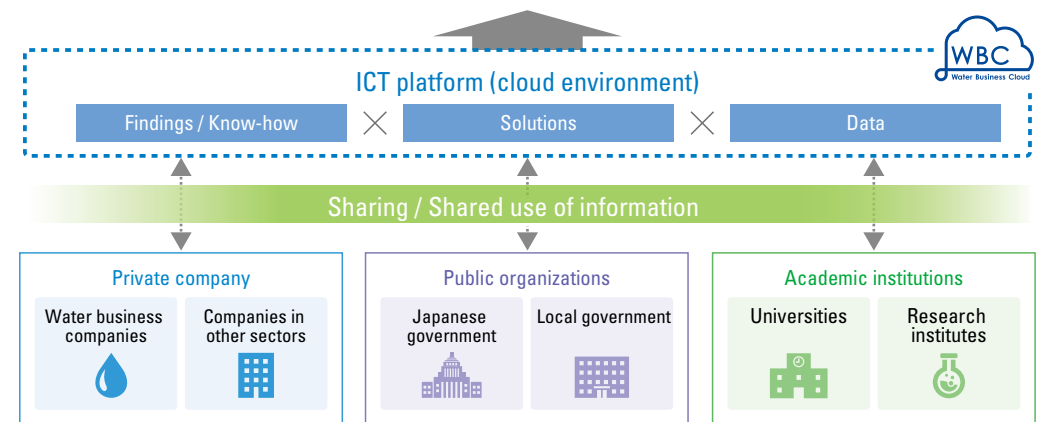 WBC
Water Business Cloud
ICT platform (cloud environment)
Findings / Know-how
Solutions
Data
Sharing / Shared use of information
Private company
Public organizations
Academic institutions
Water business
companies
Companies in
other sectors
Japanese
government
Local government
Universities
Research
institutes